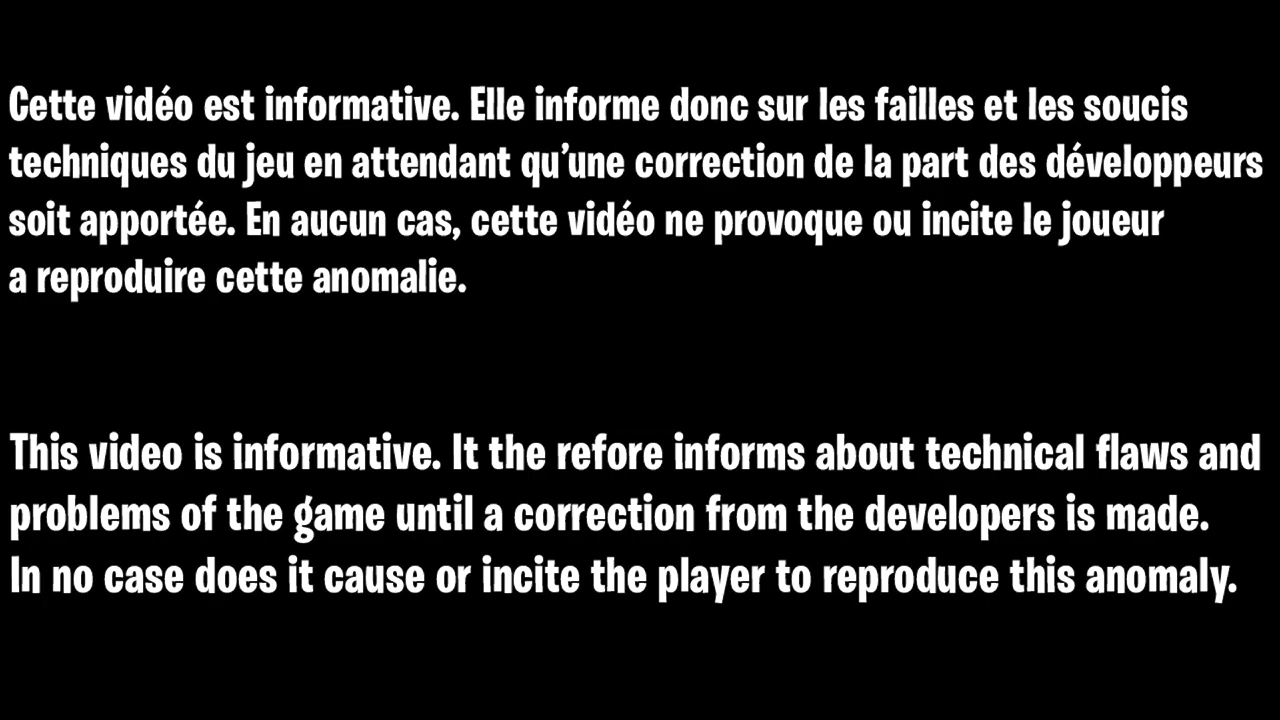 Cette vidéo est informative. Elle informe donc sur les failles et les soucis
techniques du jeu en attendant qu’une correction de la part des développeurs
soit apportée. En aucun cas, cette vidéo ne provoque ou incite le joueur
a reproduire cette anomalie.
This video is informative. It the refore informs about technical flaws and
problems of the game until a correction from the developers is made.
In no case does it cause or incite the player to reproduce this anomaly.